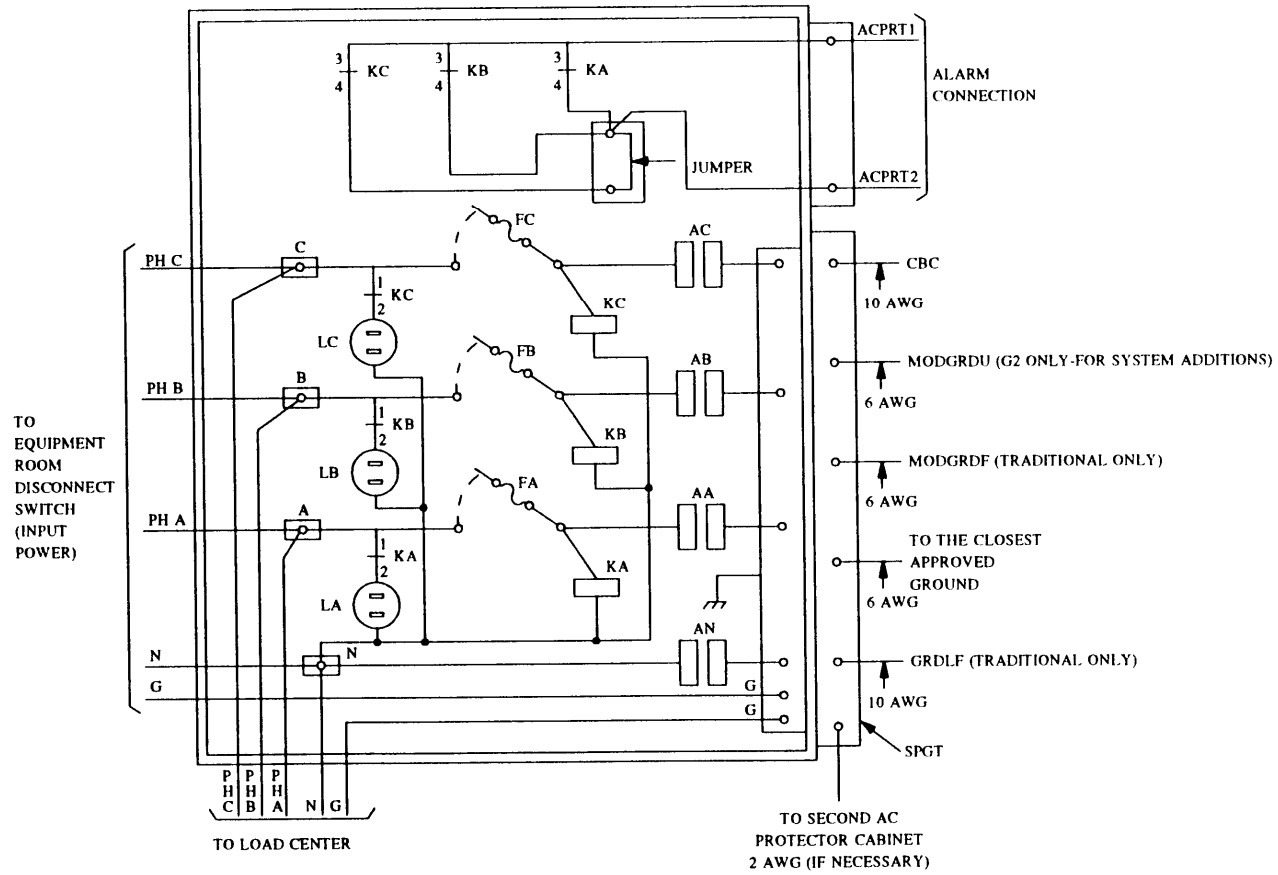 ACPRT1
3
4
KC
3
4
KB
3
4
KA
ALARM
CONNECTION
JUMPER
ACPRT2
FC
AC
PH C
C
CBC
1
2
KC
10 AWG
KC
LC
FB
AB
MODGRDU (G2 ONLY-FOR SYSTEM ADDITIONS)
PH B
B
6 AWG
1
2
KB
TO
EQUIPMENT
ROOM
DISCONNECT
SWITCH
(INPUT
POWER)
KB
LB
FA
AA
MODGRDF (TRADITIONAL ONLY)
6 AWG
PH A
A
1
2
KA
KA
TO THE CLOSEST
APPROVED
GROUND
6 AWG
LA
AN
N
N
GRDLF (TRADITIONAL ONLY)
G
G
10 AWG
G
SPGT
PHC
PHB
PHA
N
G
TO LOAD CENTER
TO SECOND AC
PROTECTOR CABINET
2 AWG (IF NECESSARY)